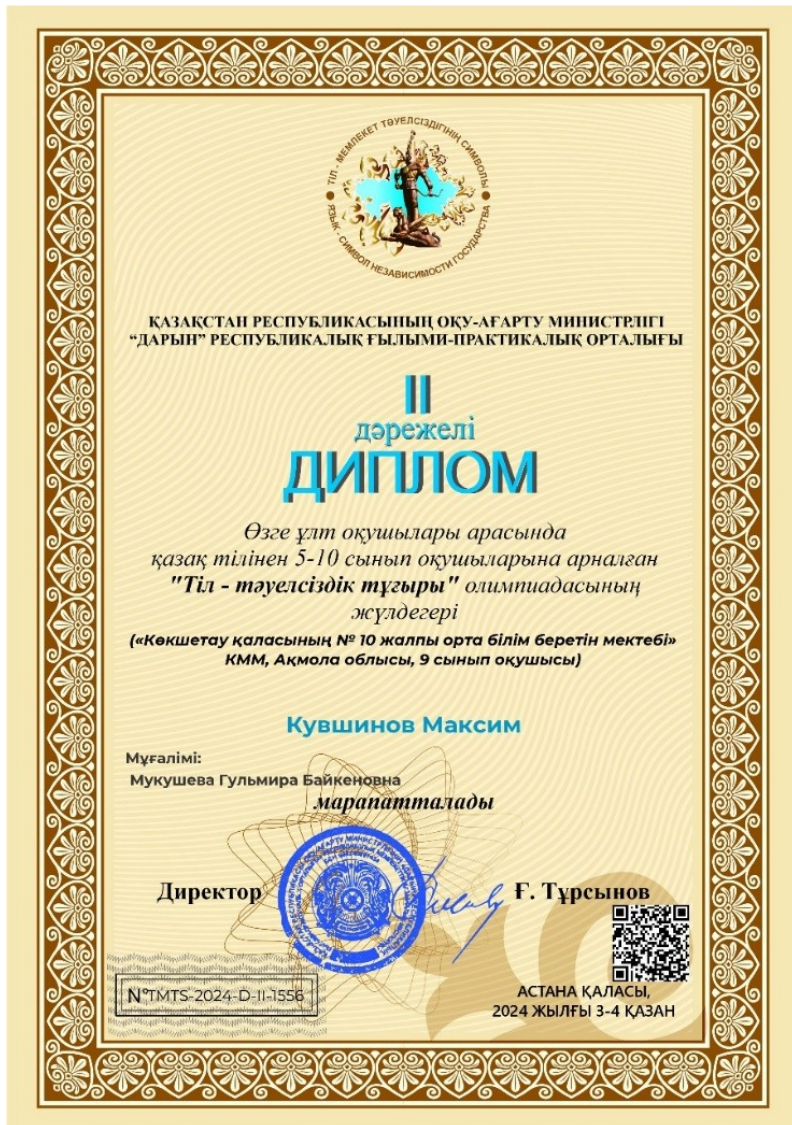 ТІЛ - МЕМЛЕКЕТ ТӘУЕЛСІЗДІГІНІҢ СИМВОЛЫ
ЯЗЫК - СИМВОЛ НЕЗАВИСИМОСТИ ГОСУДАРСТВА
ҚАЗАҚСТАН РЕСПУБЛИКАСЫНЫҢ ОҚУ-АҒАРТУ МИНИСТРЛІГІ
“ДАРЫН” РЕСПУБЛИКАЛЫҚ ҒЫЛЫМИ-ПРАКТИКАЛЫҚ ОРТАЛЫҒЫ
II
дәрежелі
ДИПЛОМ
Өзге ұлт оқушылары арасында
қазақ тілінен 5-10 сынып оқушыларына арналған
"Тіл - тәуелсіздік тұғыры" олимпиадасының
жүлдегері
(«Көкшетау қаласының № 10 жалпы орта білім беретін мектебі»
КММ, Ақмола облысы, 9 сынып оқушысы)
Кувшинов Максим
Мұғалімі:
Мукушева Гульмира Байкеновна
марапатталады
Директор Ғ. Тұрсынов
N°TMTS-2024-D-II-1556
АСТАНА ҚАЛАСЫ,
2024 ЖЫЛҒЫ 3-4 ҚАЗАН